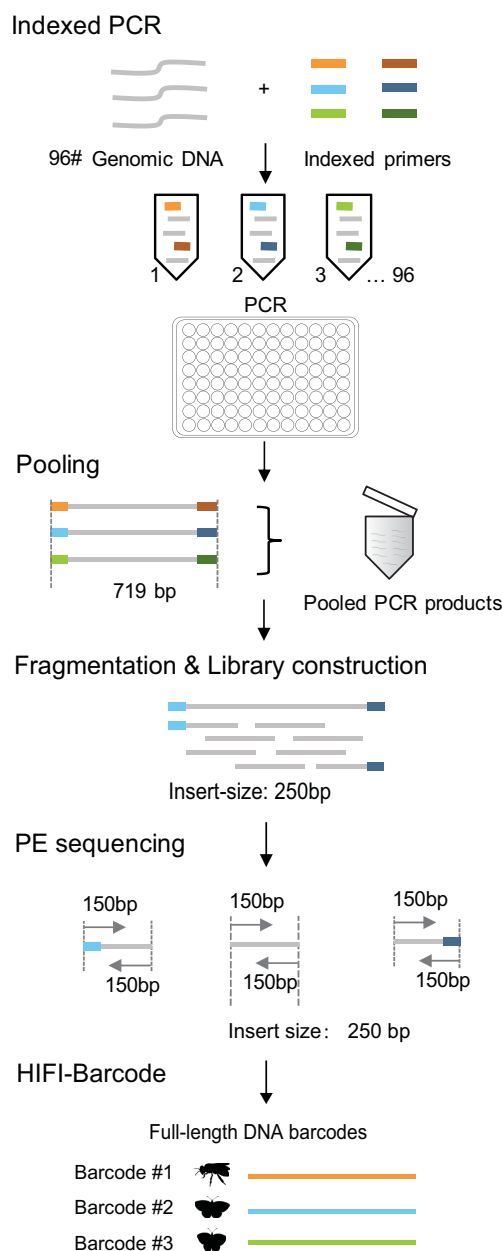 Indexed PCR
+
96# Genomic DNA
Indexed primers
1
2
3
... 96
PCR
Pooling
719 bp
Pooled PCR products
Fragmentation & Library construction
Insert-size: 250bp
PE sequencing
150bp
150bp
150bp
150bp
150bp
150bp
Insert size: 250 bp
HIFI-Barcode
Full-length DNA barcodes
Barcode #1
Barcode #2
Barcode #3